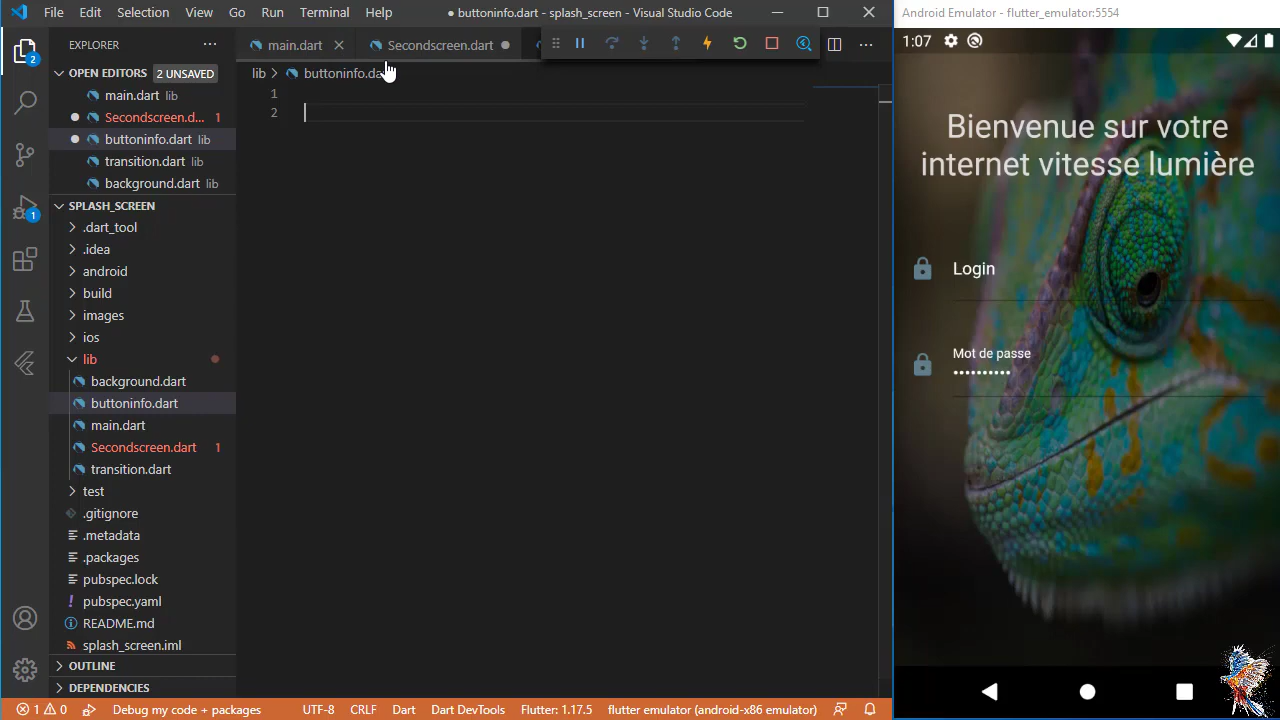 File Edit Selection View Go Run Terminal Help
● buttoninfo.dart - splash_screen - Visual Studio Code
Android Emulator - flutter_emulator:5554
EXPLORER
main.dart
Secondscreen.dart
OPEN EDITORS 2 UNSAVED
main.dart lib
Secondscreen.d... 1
buttoninfo.dart lib
transition.dart lib
background.dart lib
SPLASH_SCREEN
.dart_tool
.idea
android
build
images
ios
lib
background.dart
buttoninfo.dart
main.dart
Secondscreen.dart 1
transition.dart
test
.gitignore
.metadata
.packages
pubspec.lock
pubspec.yaml
README.md
splash_screen.iml
OUTLINE
DEPENDENCIES
2
1
lib > buttoninfo.da
1
2
1:07
Bienvenue sur votre
internet vitesse lumière
Login
Mot de passe
••••••••••
1 0 Debug my code + packages UTF-8 CRLF Dart Dart DevTools Flutter: 1.17.5 flutter emulator (android-x86 emulator)